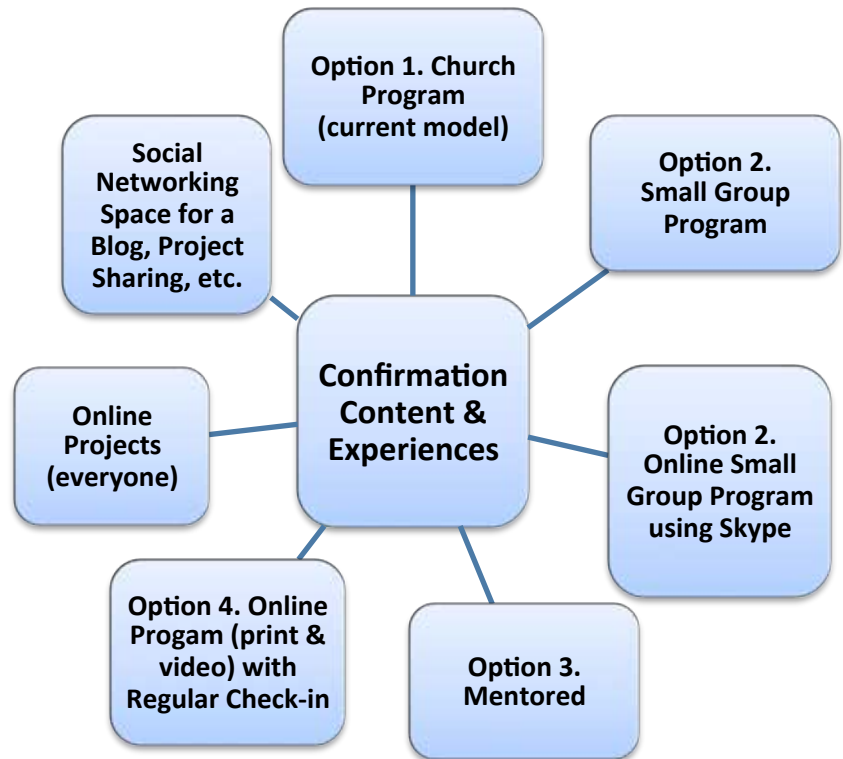 Option 1. Church
Program
(current model)
Social
Networking
Space for a
Blog, Project
Sharing, etc.
Option 2.
Small Group
Program
Confirmation
Content &
Experiences
Online
Projects
(everyone)
Option 2.
Online Small
Group Program
using Skype
Option 4. Online
Progam (print &
video) with
Regular Check-in
Option 3.
Mentored